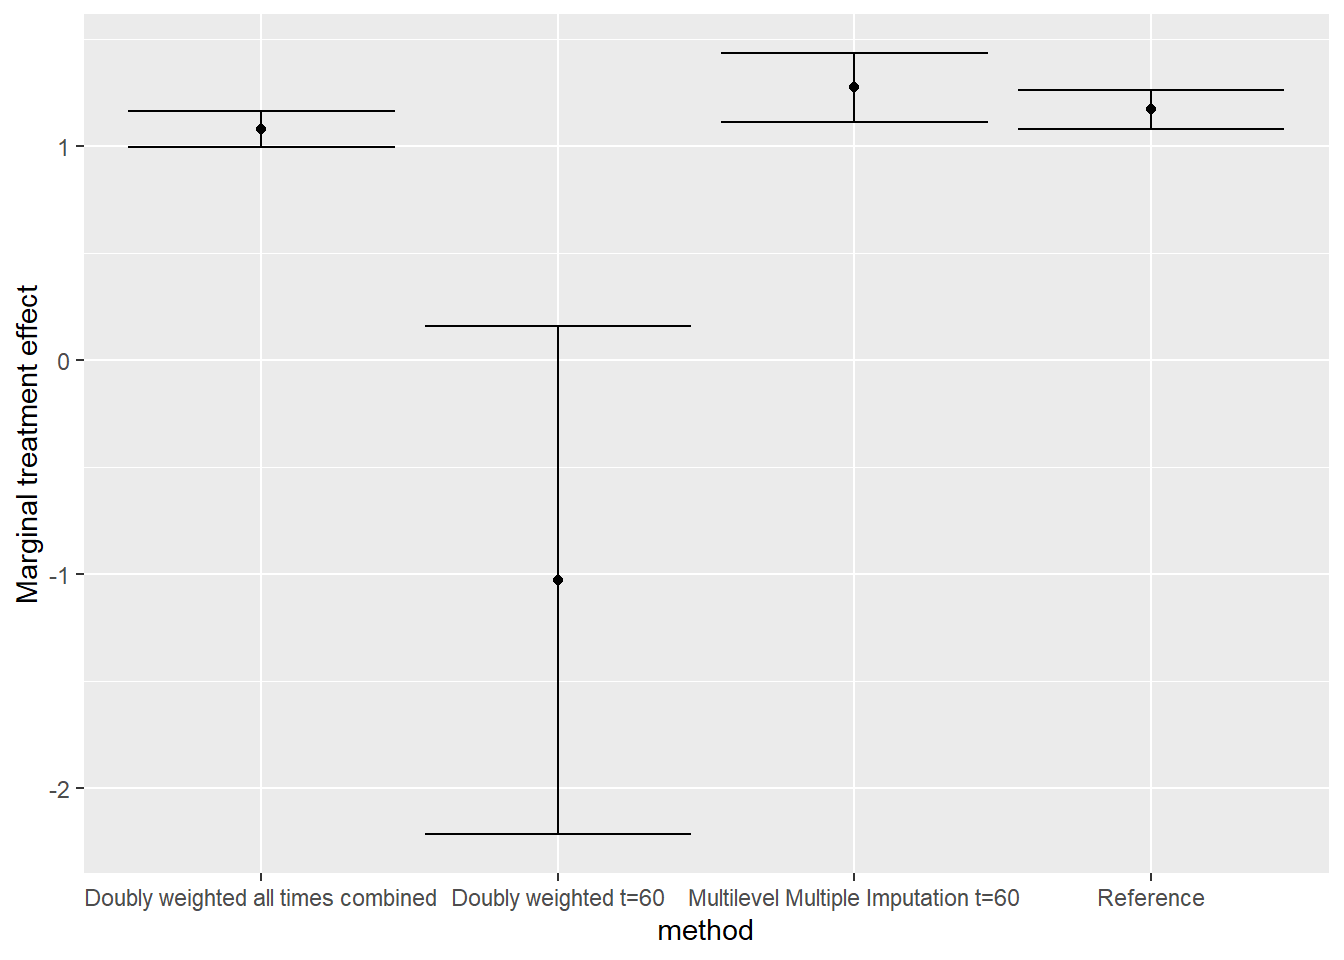 Marginal treatment effect
1
0
-1
-2
Doubly weighted all times combined
Doubly weighted t=60
Multilevel Multiple Imputation t=60
Reference
method